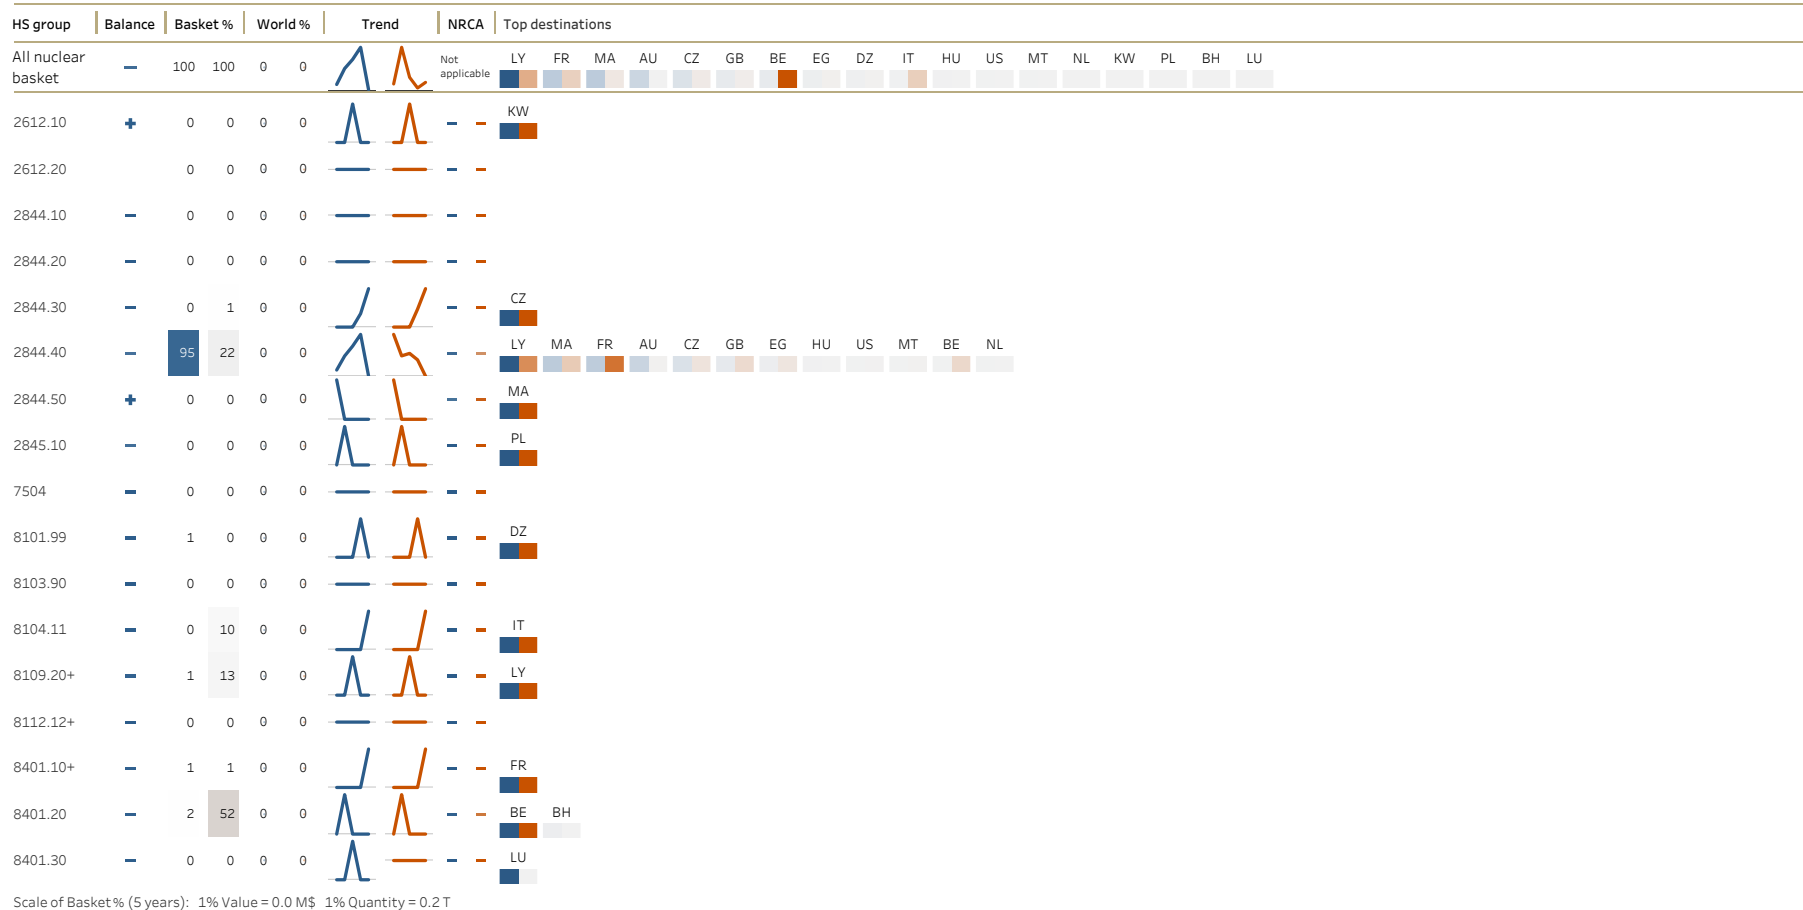 HS group Balance Basket % World % Trend NRCA Top destinations
All nuclear basket 100 100 0 0 Not applicable LY FR MA AU CZ GB BE EG DZ IT HU US MT NL KW PL BH LU
2612.10 + 0 0 0 0 KW
2612.20 0 0 0 0
2844.10 0 0 0 0
2844.20 0 0 0 0
2844.30 0 1 0 0 CZ
2844.40 95 22 0 0 LY MA FR AU CZ GB EG HU US MT BE NL
2844.50 + 0 0 0 0 MA
2845.10 0 0 0 0 PL
7504 0 0 0 0
8101.99 1 0 0 0 DZ
8103.90 0 0 0 0
8104.11 0 10 0 0 IT
8109.20+ 1 13 0 0 LY
8112.12+ 0 0 0 0
8401.10+ 1 1 0 0 FR
8401.20 2 52 0 0 BE BH
8401.30 0 0 0 0 LU
Scale of Basket% (5 years): 1% Value = 0.0 M$ 1% Quantity = 0.2 T